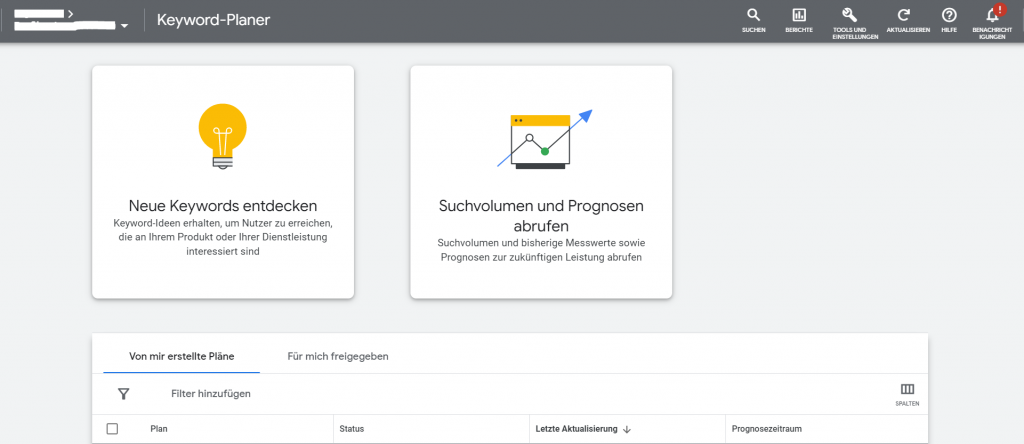 Keyword-Planer
SUCHEN
BERICHTE
TOOLS UND
EINSTELLUNGEN
AKTUALISIEREN
HILFE
!
BENACHRICHT
IGUNGEN
Neue Keywords entdecken
Keyword-Ideen erhalten, um Nutzer zu erreichen,
die an Ihrem Produkt oder Ihrer Dienstleistung
interessiert sind
Suchvolumen und Prognosen
abrufen
Suchvolumen und bisherige Messwerte sowie
Prognosen zur zukünftigen Leistung abrufen
Von mir erstellte Pläne
Für mich freigegeben
Filter hinzufügen
SPALTEN
Plan
Status
Letzte Aktualisierung
Prognosezeitraum